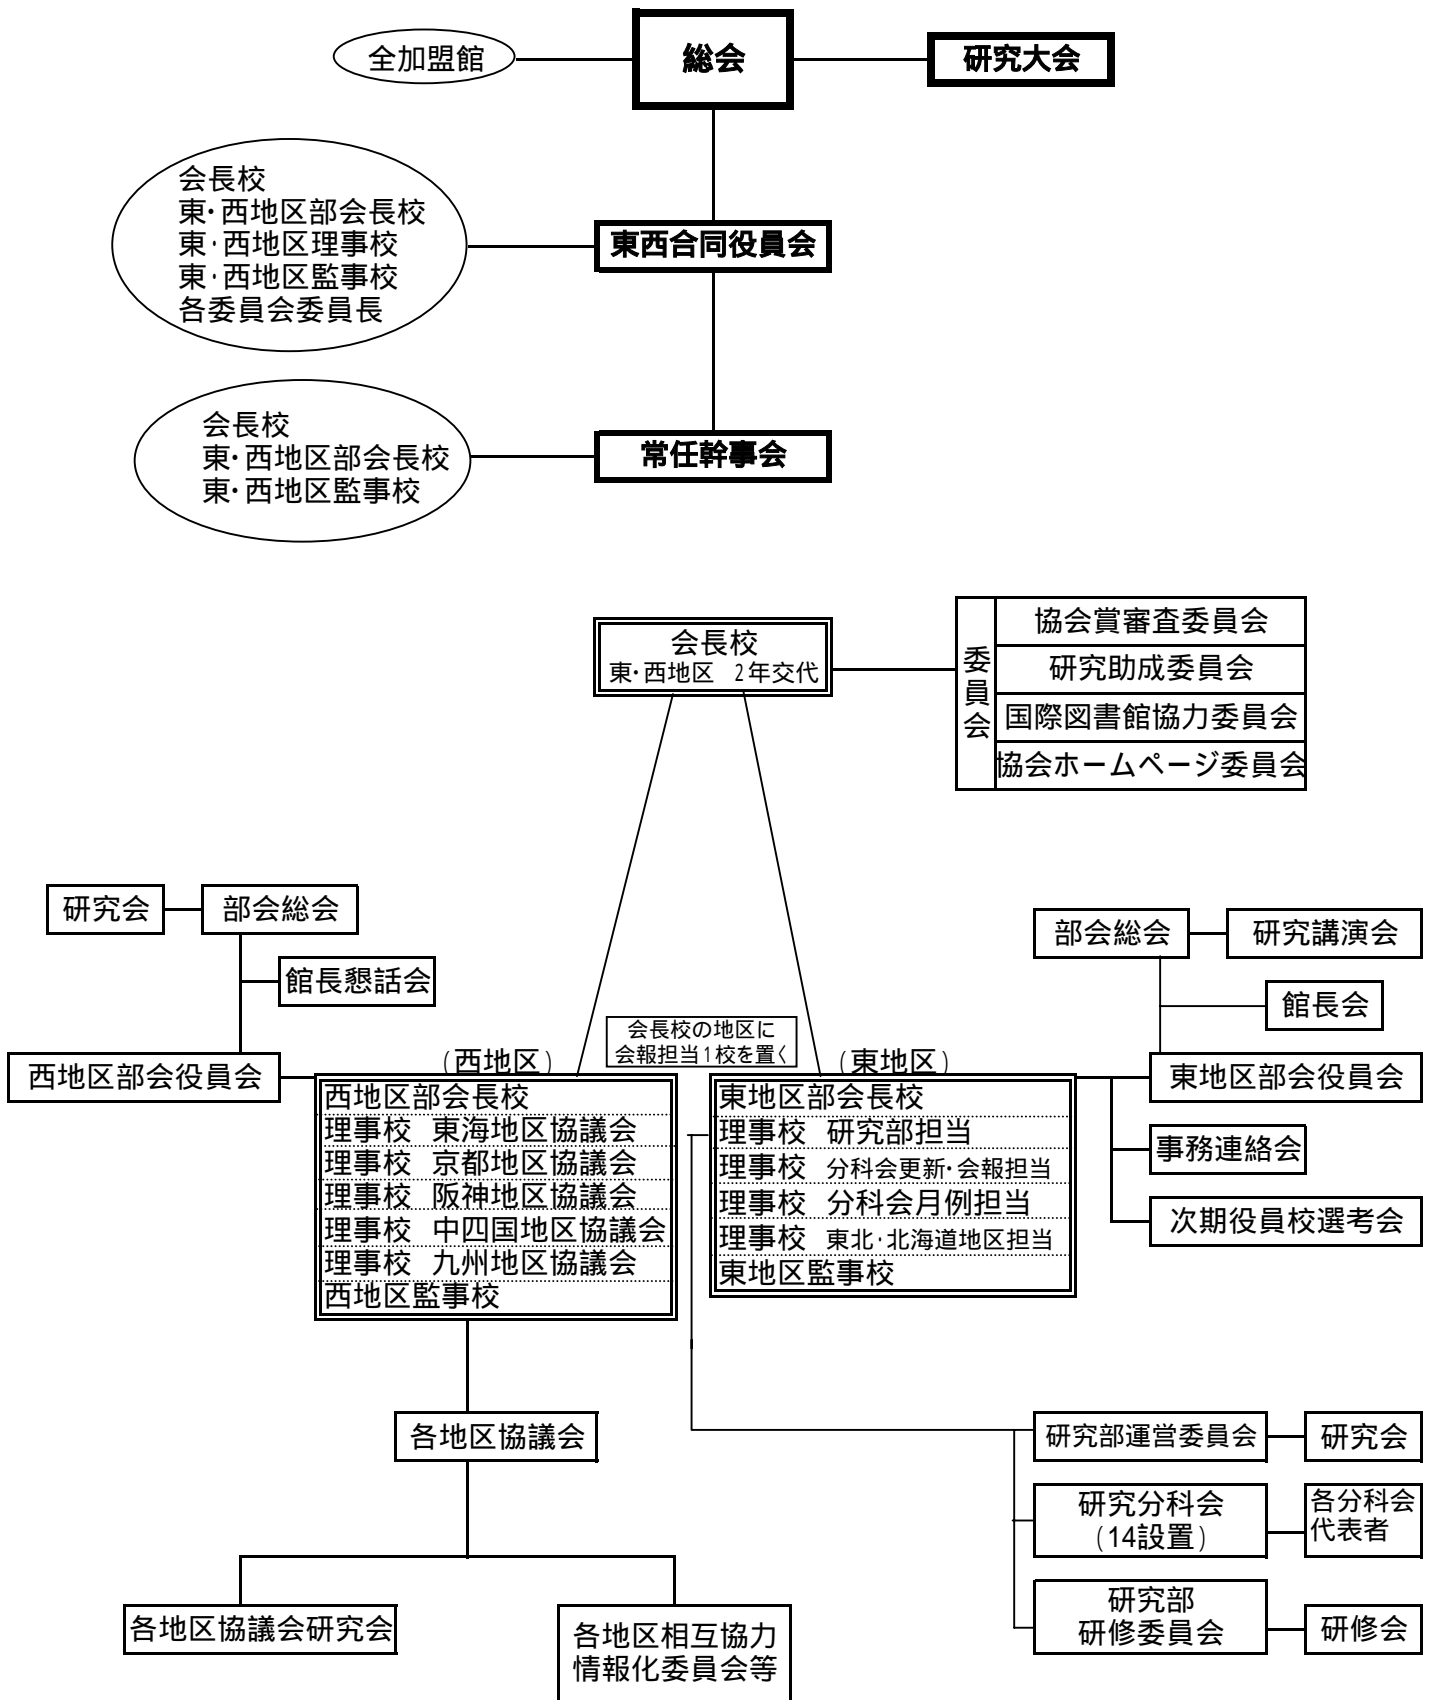 全加盟館
総会
研究大会
会長校
東・西地区部会長校
東・西地区理事校
東・西地区監事校
各委員会委員長
東西合同役員会
会長校
東・西地区部会長校
東・西地区監事校
常任幹事会
会長校
東・西地区 2年交代
委員会
協会賞審査委員会
研究助成委員会
国際図書館協力委員会
協会ホームページ委員会
研究会
部会総会
館長懇話会
西地区部会役員会
部会総会
研究講演会
館長会
東地区部会役員会
事務連絡会
次期役員校選考会
会長校の地区に
会報担当1校を置く
(西地区)
西地区部会長校
理事校 東海地区協議会
理事校 京都地区協議会
理事校 阪神地区協議会
理事校 中四国地区協議会
理事校 九州地区協議会
西地区監事校
(東地区)
東地区部会長校
理事校 研究部担当
理事校 分科会更新・会報担当
理事校 分科会月例担当
理事校 東北・北海道地区担当
東地区監事校
各地区協議会
各地区協議会研究会
各地区相互協力
情報化委員会等
研究部運営委員会
研究会
研究分科会
(14設置)
各分科会
代表者
研究部
研修委員会
研修会